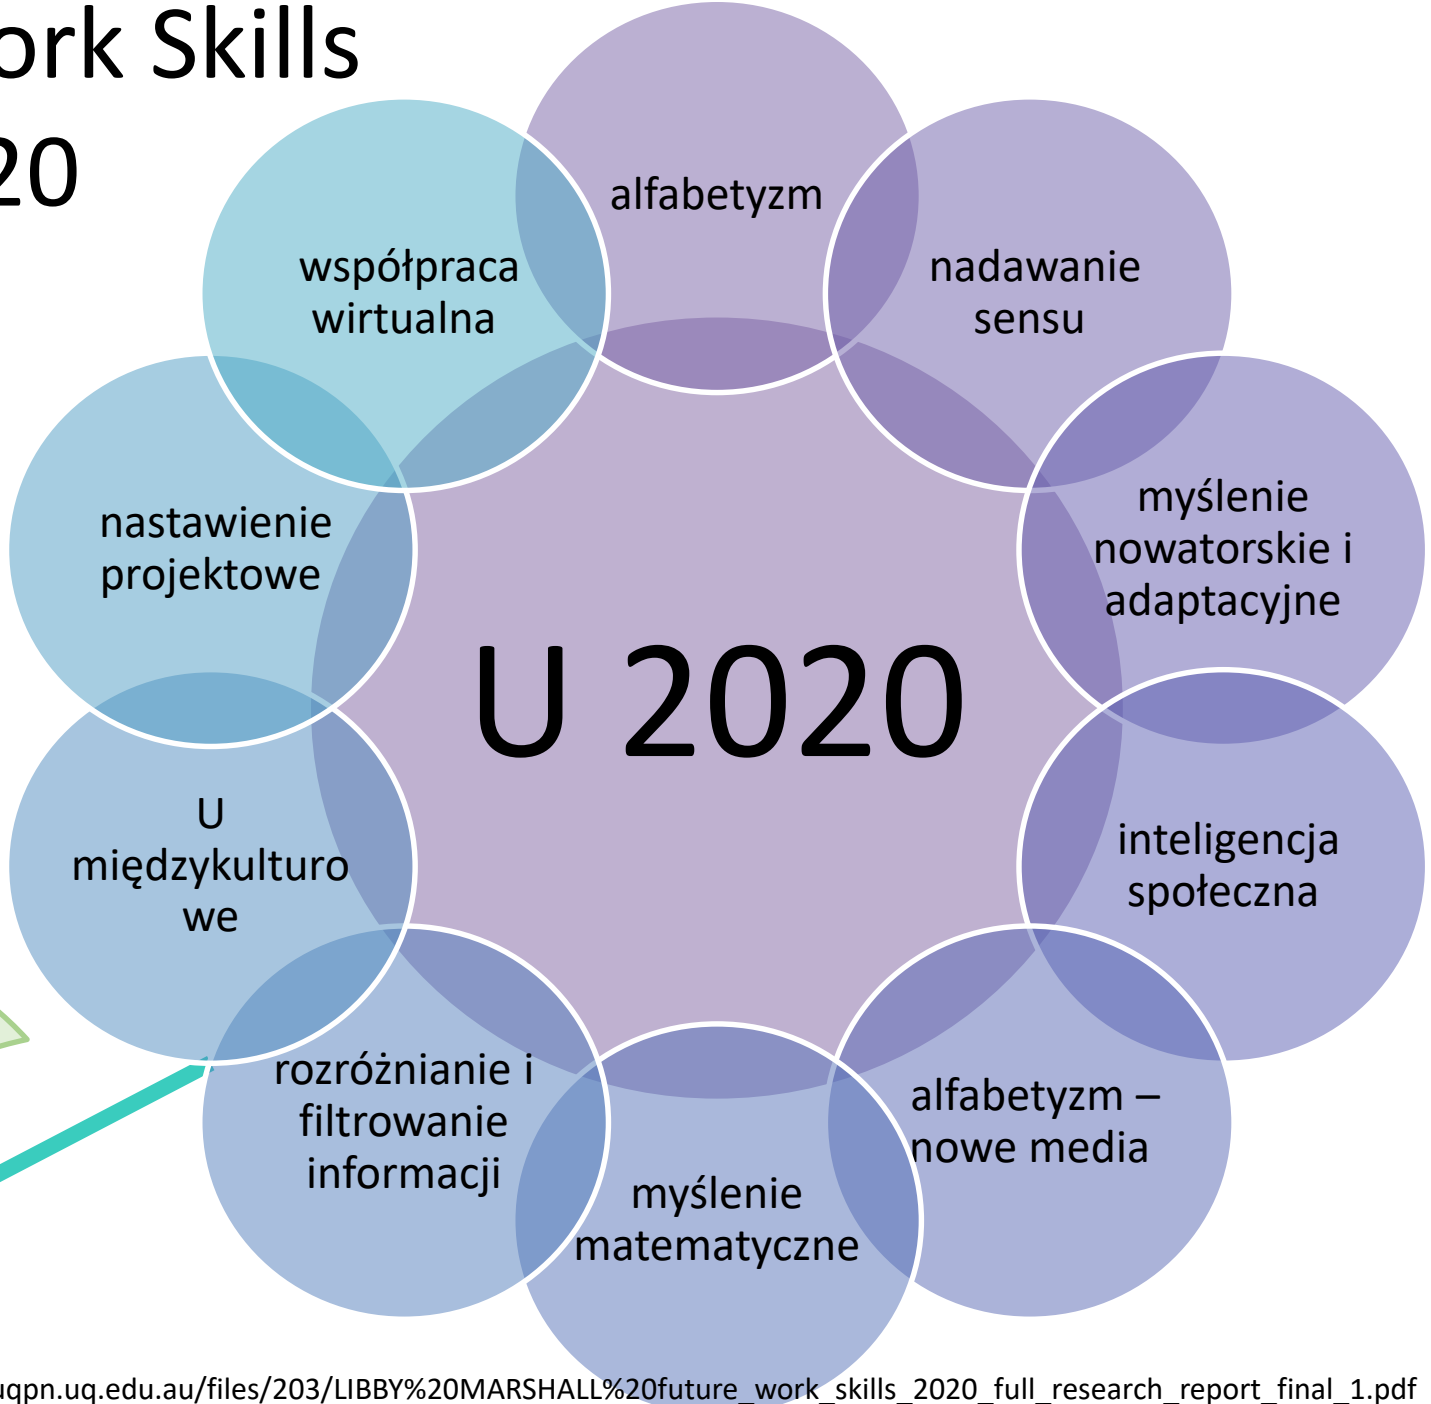 ork Skills
20
alfabetyzm
nadawanie
sensu
myślenie
nowatorskie i
adaptacyjne
inteligencja
społeczna
alfabetyzm –
nowe media
myślenie
matematyczne
rozróżnianie i
filtrowanie
informacji
U
międzykulturo
we
nastawienie
projektowe
współpraca
wirtualna
U 2020
uqpn.uq.edu.au/files/203/LIBBY%20MARSHALL%20future_work_skills_2020_full_research_report_final_1.pdf